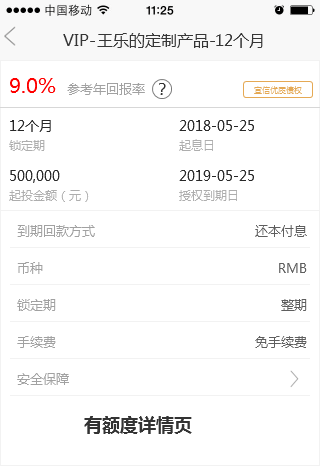 中国移动 11:25
VIP-王乐的定制产品-12个月
9.0% 参考年回报率 ? 宜信优质债权
12个月 2018-05-25
锁定期 起息日
500,000 2019-05-25
起投金额（元） 授权到期日
到期回款方式 还本付息
币种 RMB
锁定期 整期
手续费 免手续费
安全保障
有额度详情页